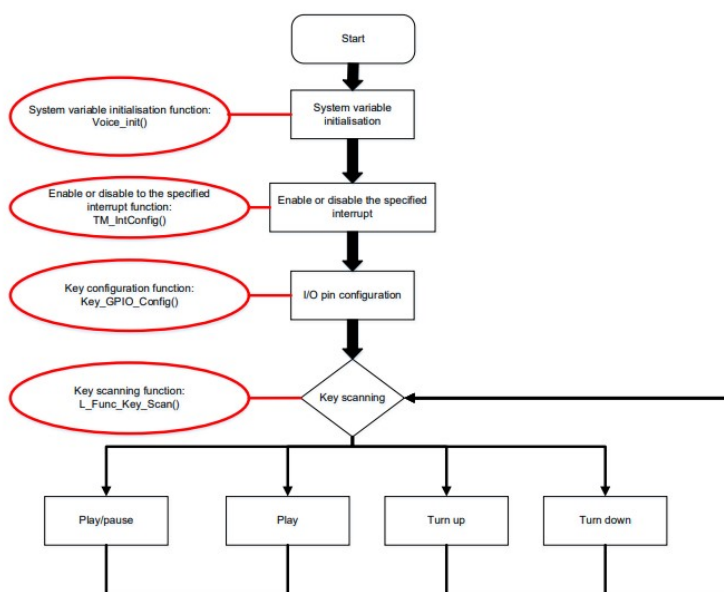 Start
System variable initialisation function:
Voice_init()
System variable
initialisation
Enable or disable to the specified
interrupt function:
TM_IntConfig()
Enable or disable the specified
interrupt
Key configuration function:
Key_GPIO_Config()
I/O pin configuration
Key scanning function:
L_Func_Key_Scan()
Key scanning
Play/pause
Play
Turn up
Turn down